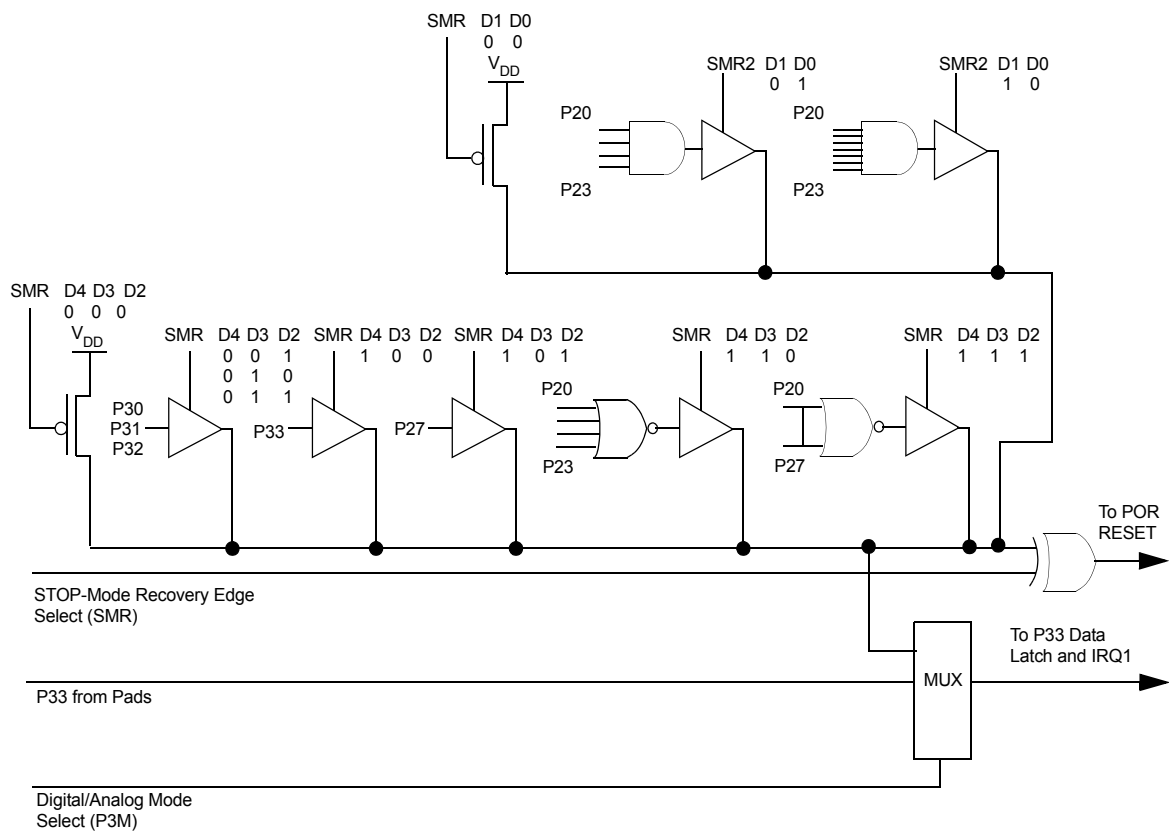 SMR D1 D0
0 0
VDD
SMR2 D1 D0
0 1
SMR2 D1 D0
1 0
P20
P23
P20
P23
SMR D4 D3 D2
0 0 0
VDD
SMR D4 D3 D2
0 0 1
0 1 0
0 1 1
SMR D4 D3 D2
1 0 0
SMR D4 D3 D2
1 0 1
SMR D4 D3 D2
1 1 0
SMR D4 D3 D2
1 1 1
P30
P31
P32
P33
P27
P20
P23
P20
P27
To POR
RESET
STOP-Mode Recovery Edge
Select (SMR)
To P33 Data
Latch and IRQ1
MUX
P33 from Pads
Digital/Analog Mode
Select (P3M)